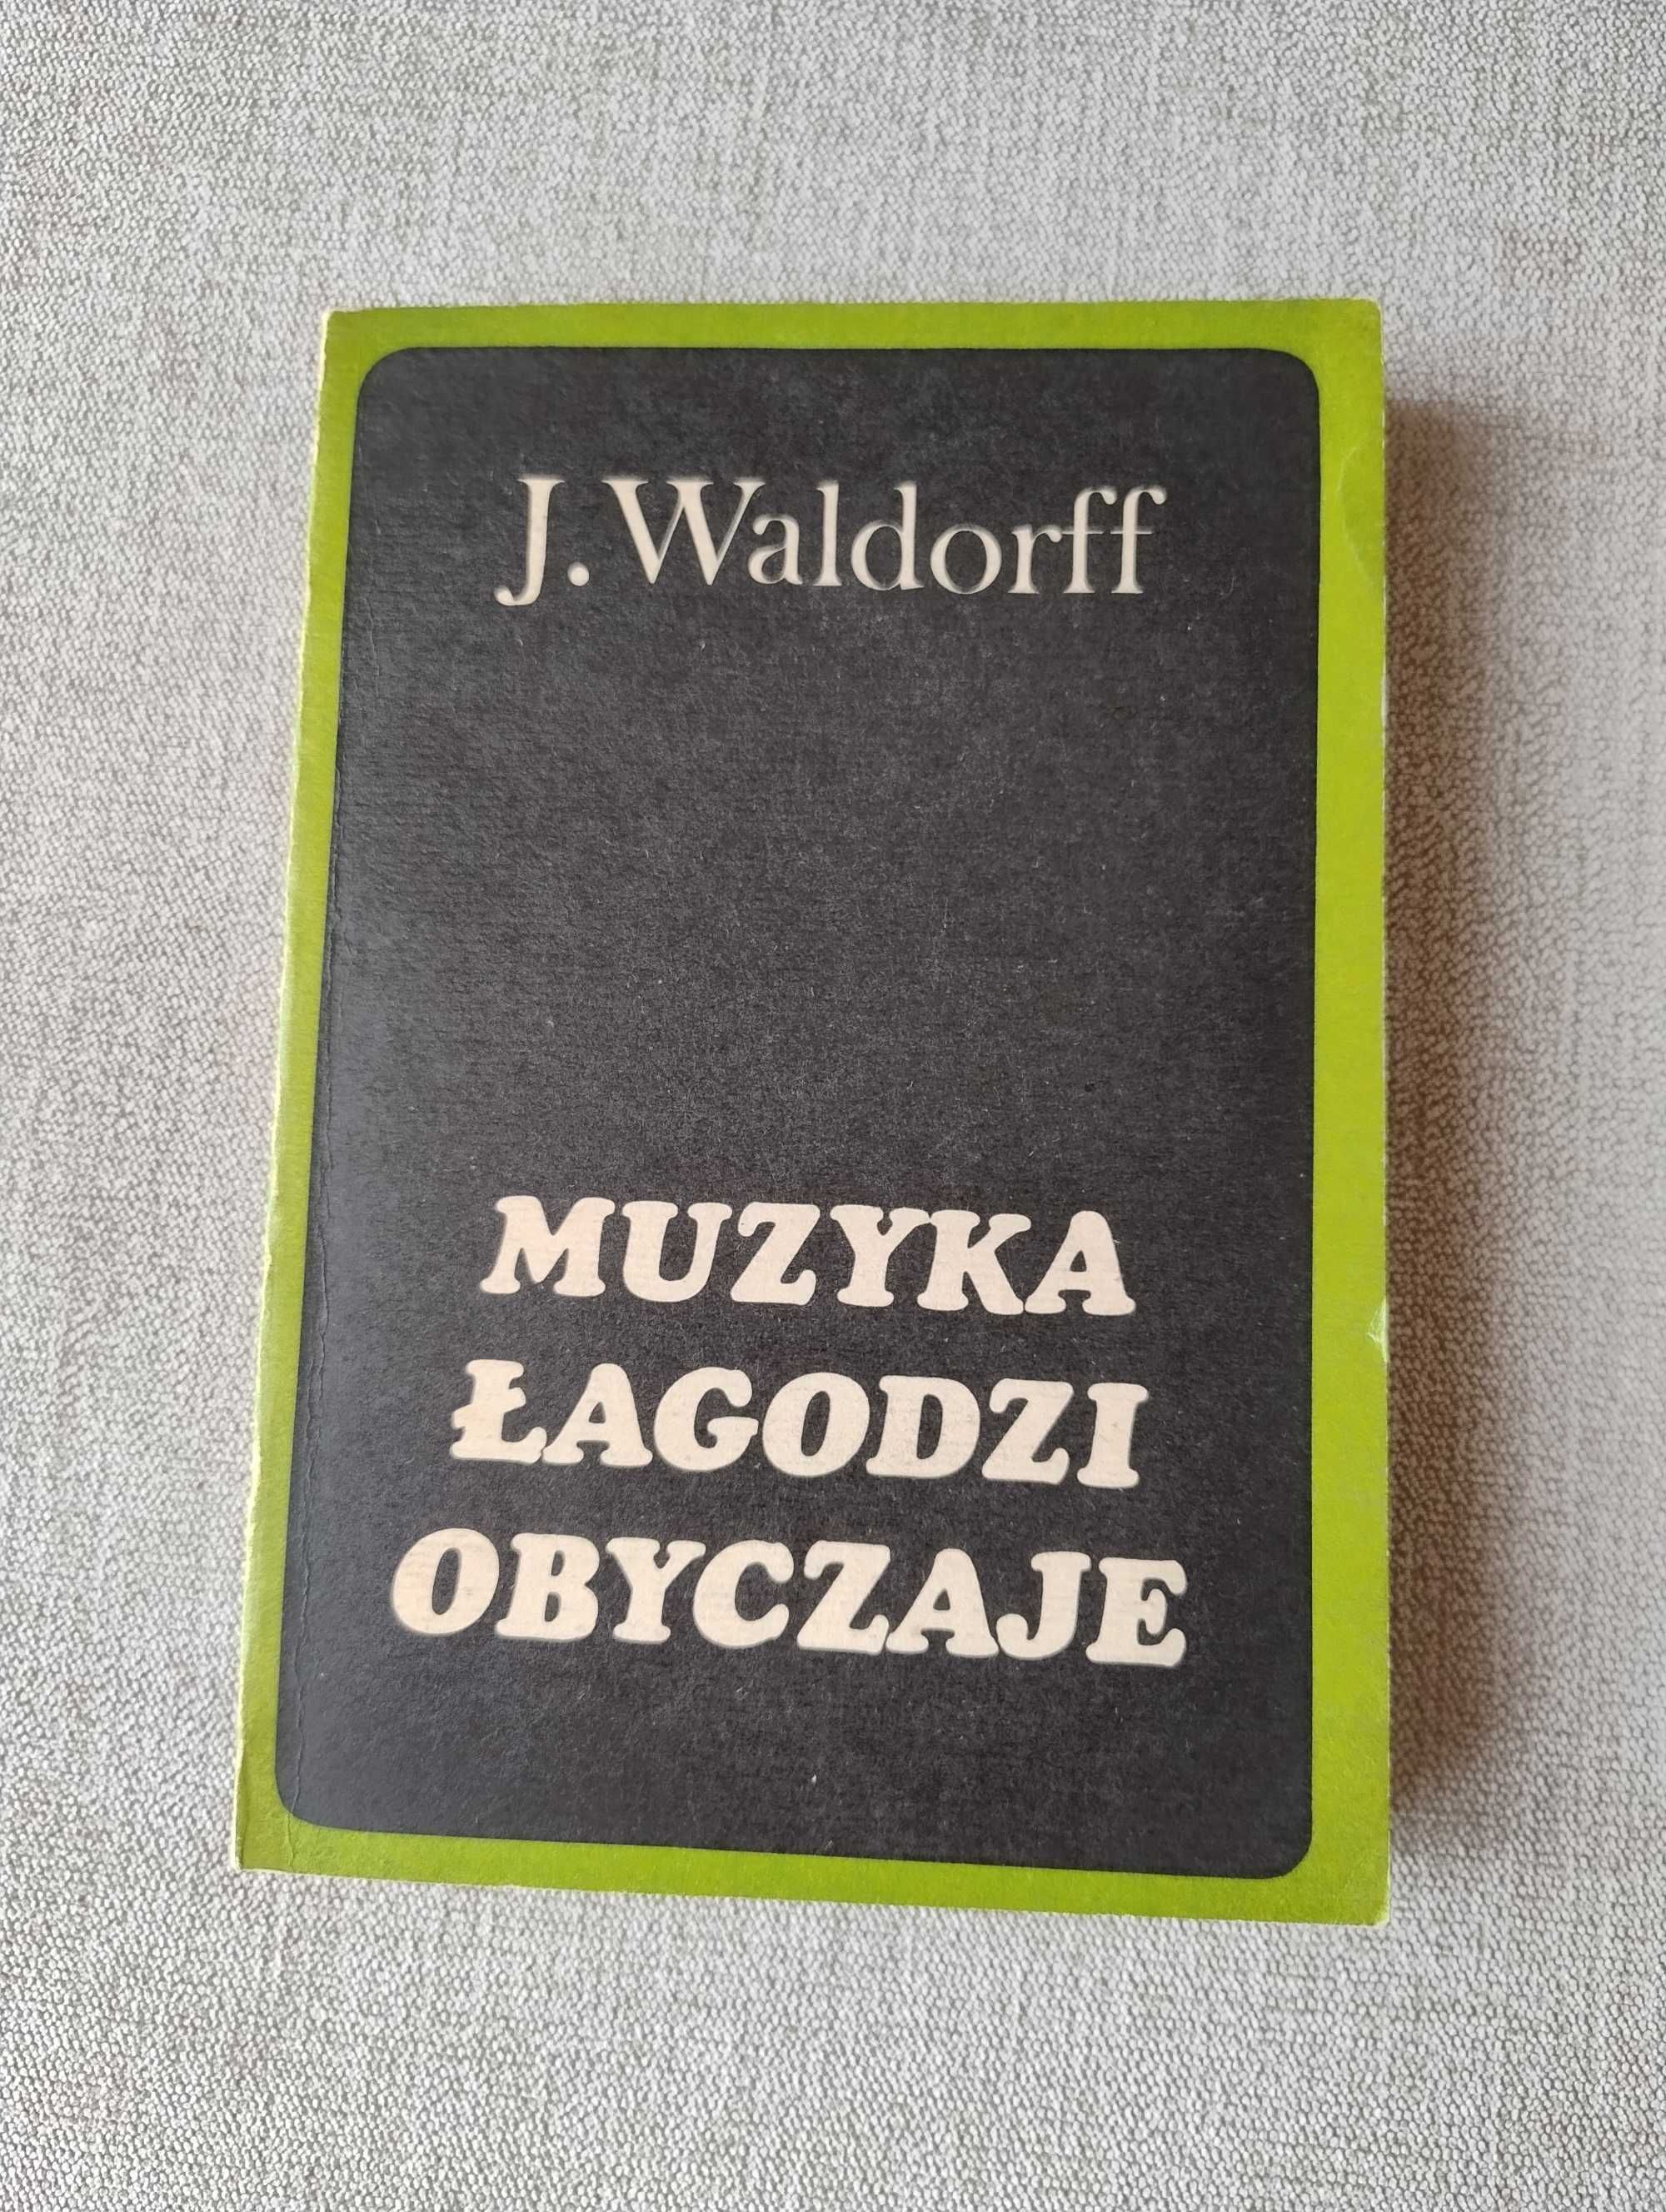 J. Waldorff
MUZYKA
ŁAGODZI
OBYCZAJE